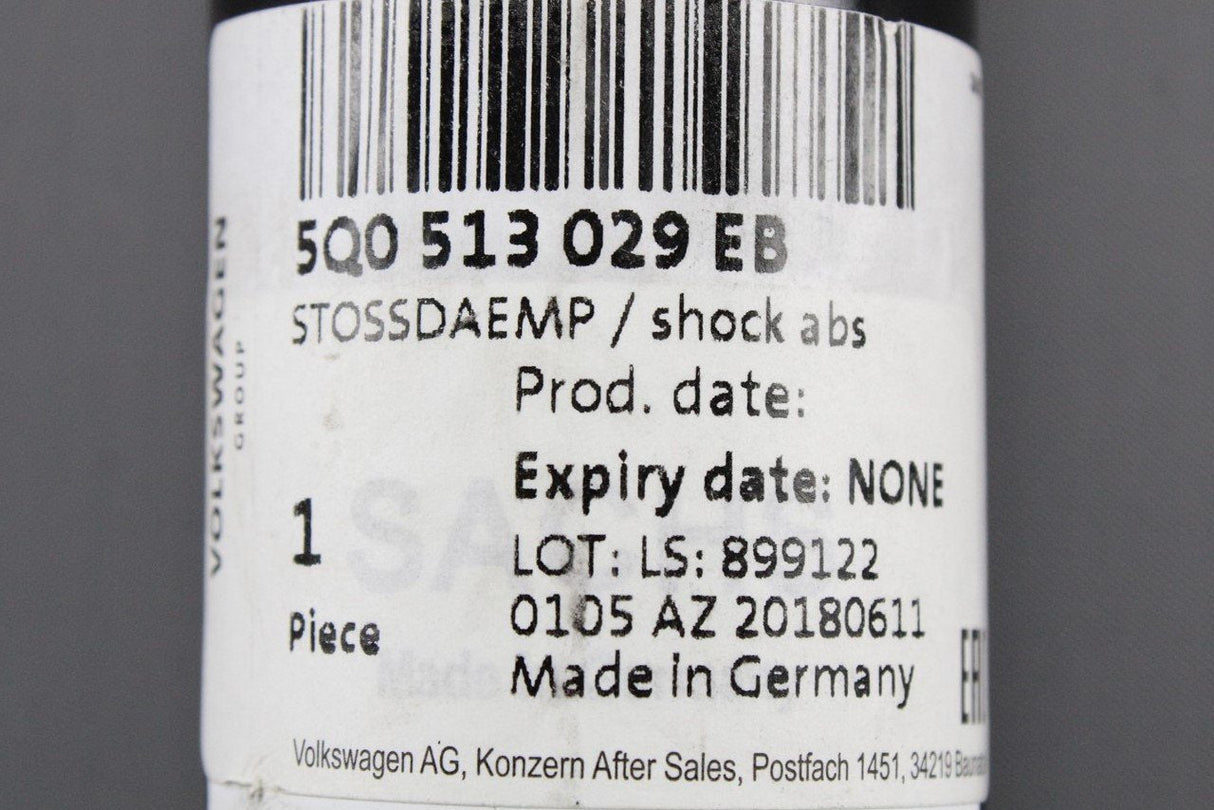 5Q0 513 029 EB
STOSSDAEMP / shock abs
Prod. date:
Expiry date: NONE
1
Piece
LOT: LS: 899122
0105 AZ 20180611
Made in Germany
Volkswagen AG, Konzern After Sales, Postfach 1451, 34219
VOLKSWAGEN
GROUP
SACHS